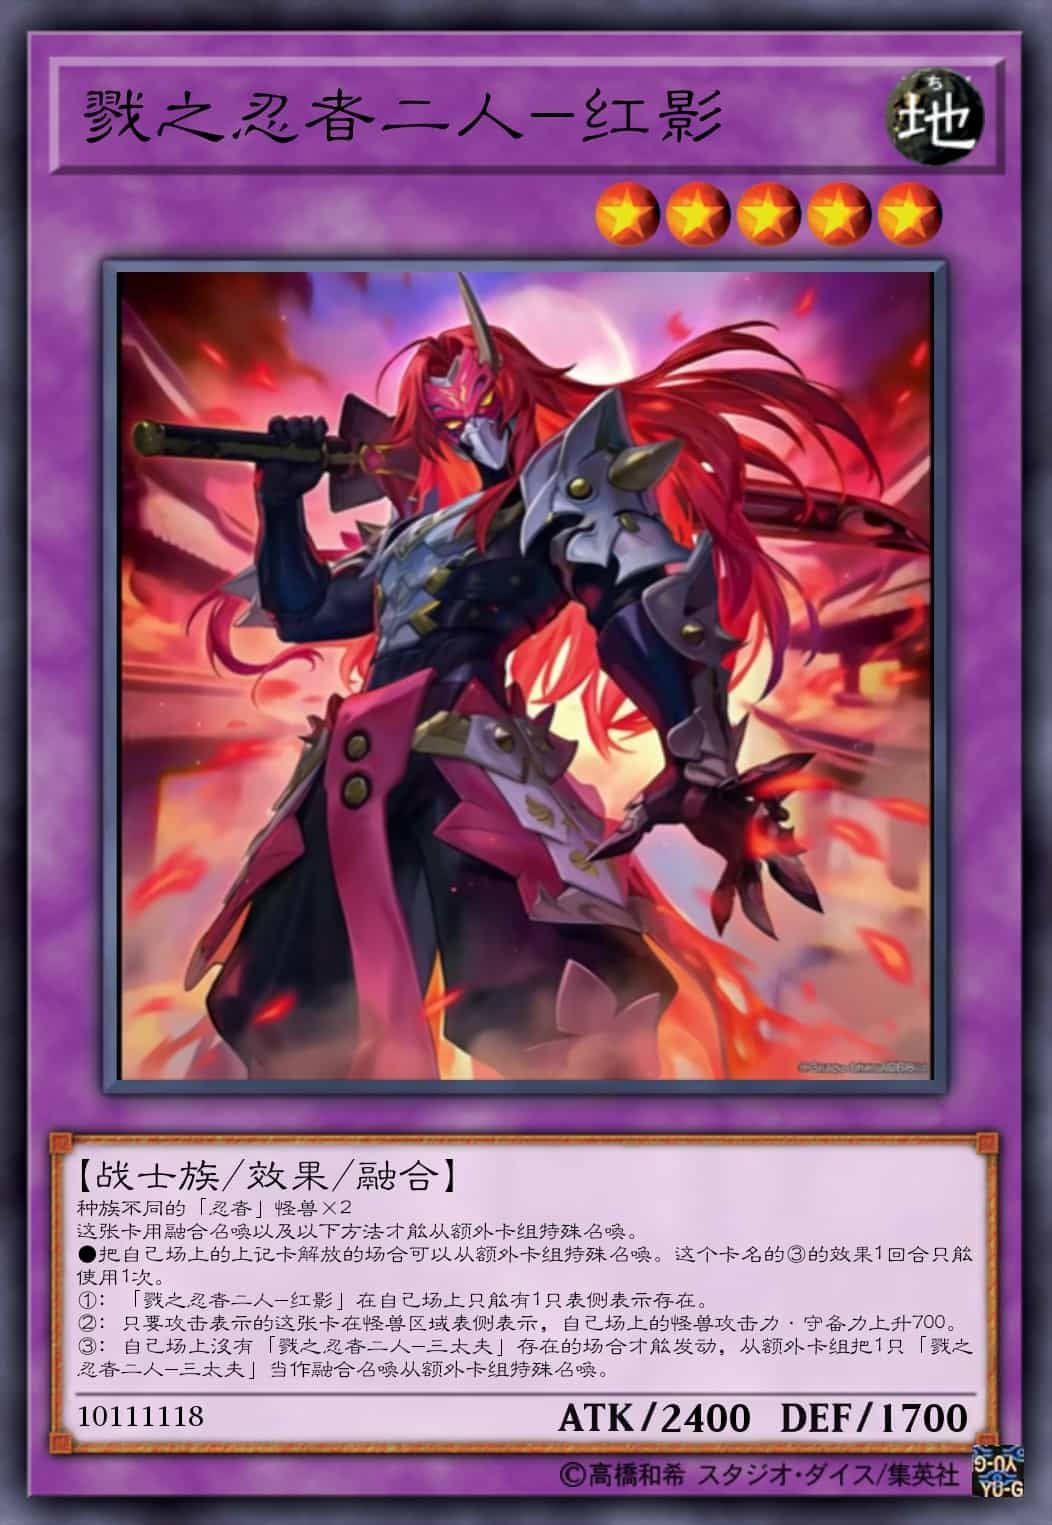 戮之忍者二人-红影
ち
地
【战士族/效果/融合】
种族不同的「忍者」怪兽×2
这张卡用融合召唤以及以下方法才能从额外卡组特殊召唤。
●把自己场上的上记卡解放的场合可以从额外卡组特殊召唤。这个卡名的③的效果1回合只能
使用1次。
①：「戮之忍者二人-红影」在自己场上只能有1只表侧表示存在。
②：只要攻击表示的这张卡在怪兽区域表侧表示，自己场上的怪兽攻击力·守备力上升700。
③：自己场上没有「戮之忍者二人-三太夫」存在的场合才能发动，从额外卡组把1只「戮之
忍者二人-三太夫」当作融合召唤从额外卡组特殊召唤。
10111118 ATK/2400 DEF/1700
©高橋和希 スタジオ・ダイス/集英社